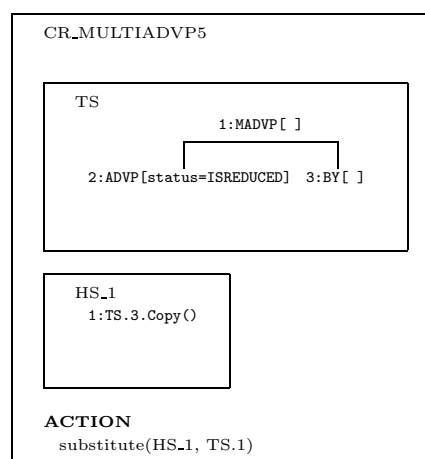 CR_MULTIADVP5
TS
1:MADVP[ ]
2:ADVP[status=ISREDUCED] 3:BY[ ]
HS_1
1:TS.3.Copy()
ACTION
substitute(HS_1, TS.1)